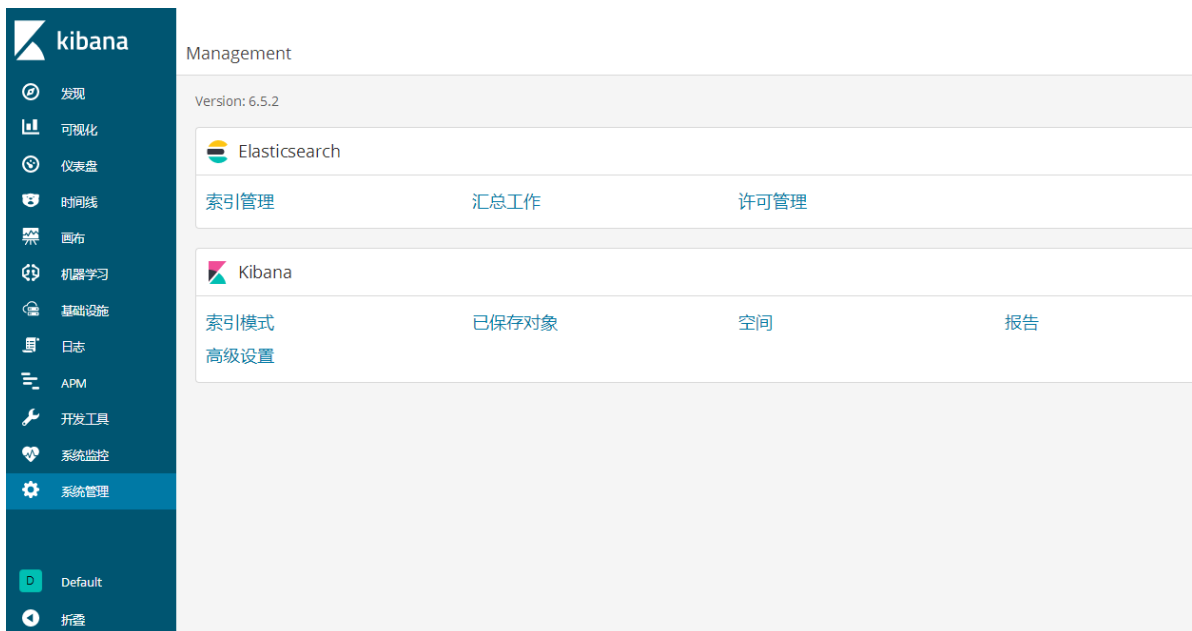 kibana
发现
可视化
仪表盘
时间线
画布
机器学习
基础设施
日志
APM
开发工具
系统监控
系统管理
D Default
折叠
Management
Version: 6.5.2
Elasticsearch
索引管理 汇总工作 许可管理
Kibana
索引模式 已保存对象 空间 报告
高级设置